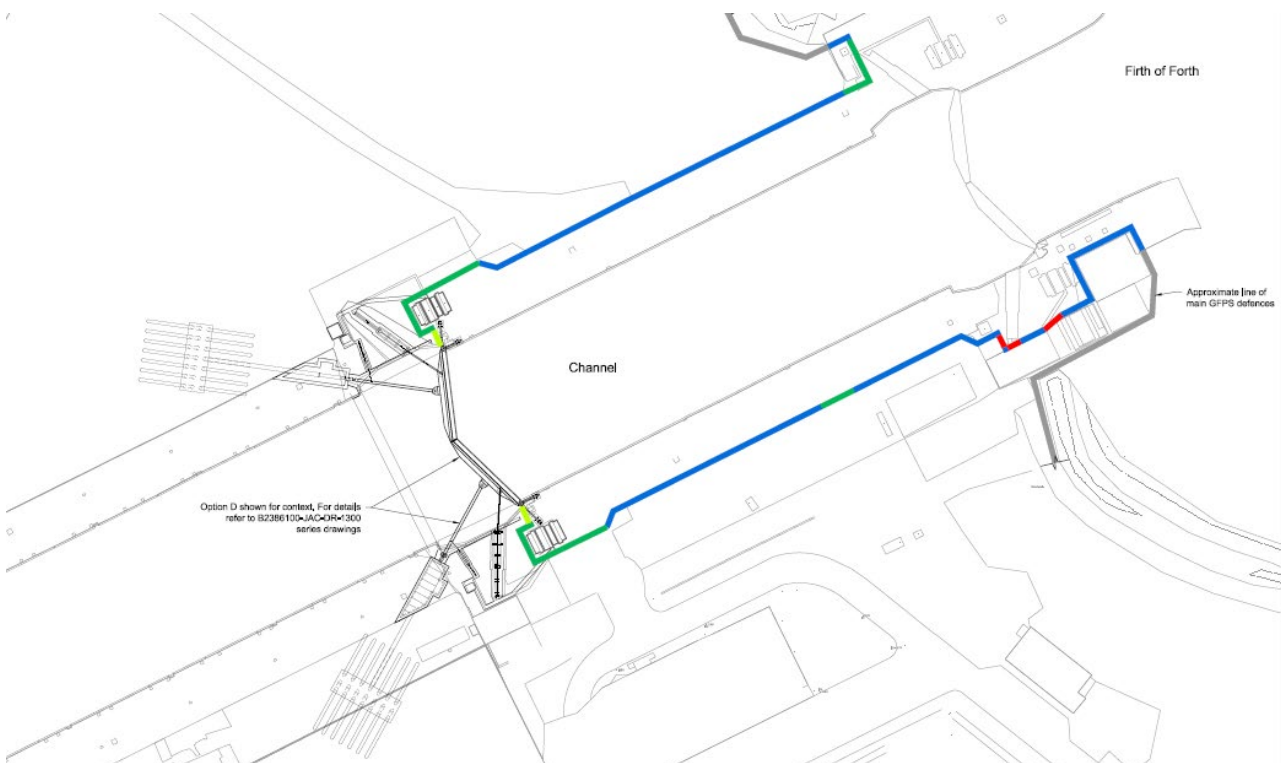 Firth of Forth
Approximate line of
main GFPS defences
Channel
Option D shown for context, For details
refer to B2386100-JAC-DR-1300
series drawings